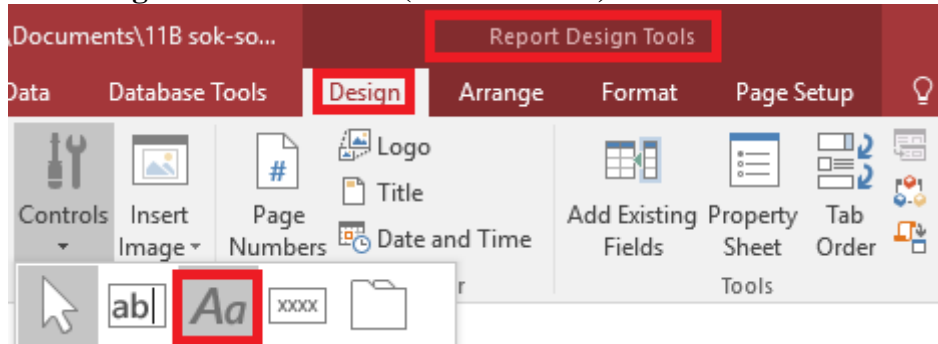 \Documents\11B sok-so... Report Design Tools
Data Database Tools Design Arrange Format Page Setup
Controls
Insert Image
#
Page Numbers
Logo
Title
Date and Time
Add Existing Fields
Property Sheet
Tab Order
Tools
ab
Aa
xxxx